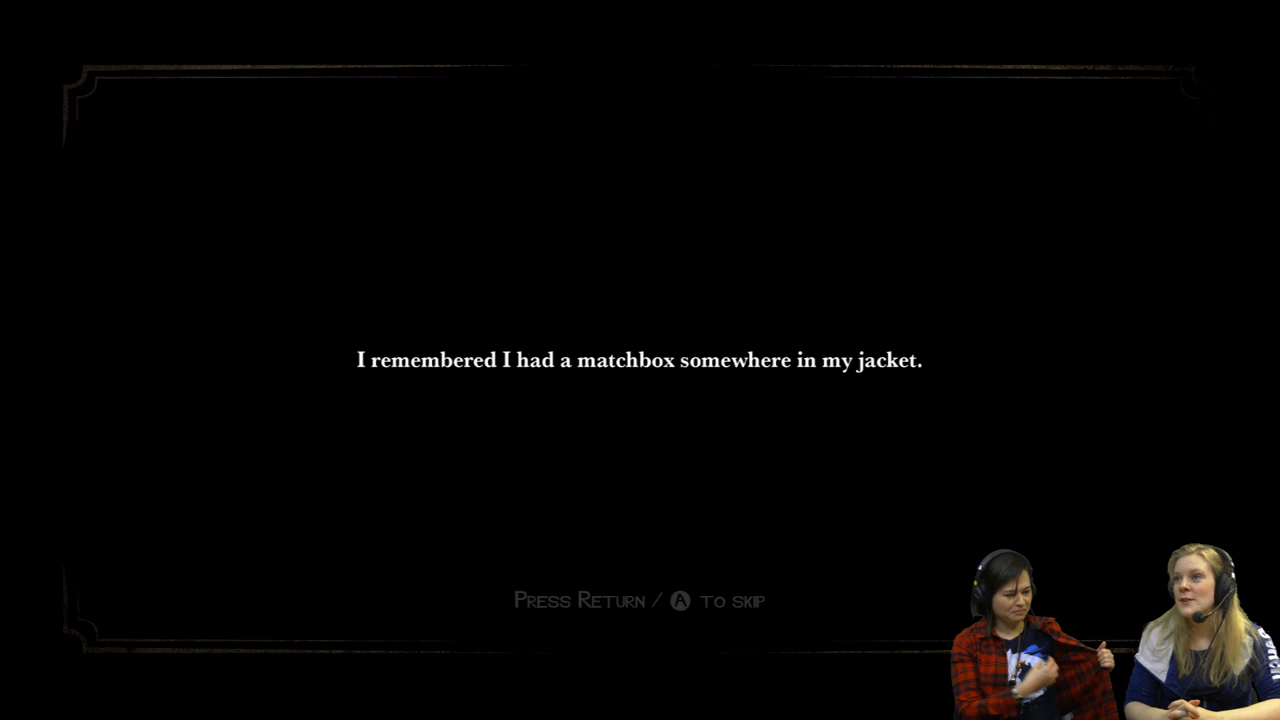 I remembered I had a matchbox somewhere in my jacket.
Press Return / A to skip